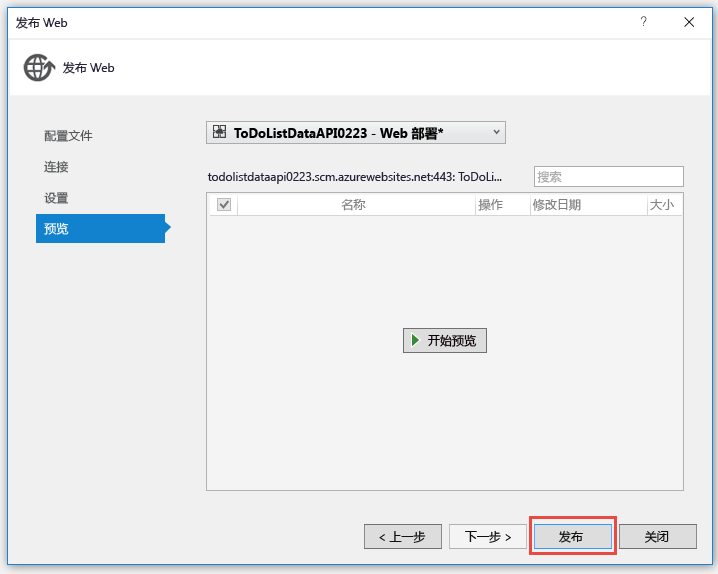 发布 Web
?
发布 Web
配置文件
连接
设置
预览
ToDoListDataAPI0223 - Web 部署*
todolistdataapi0223.scm.azurewebsites.net:443: ToDoLi...
搜索
名称 操作 修改日期 大小
开始预览
< 上一步 下一步 > 发布 关闭